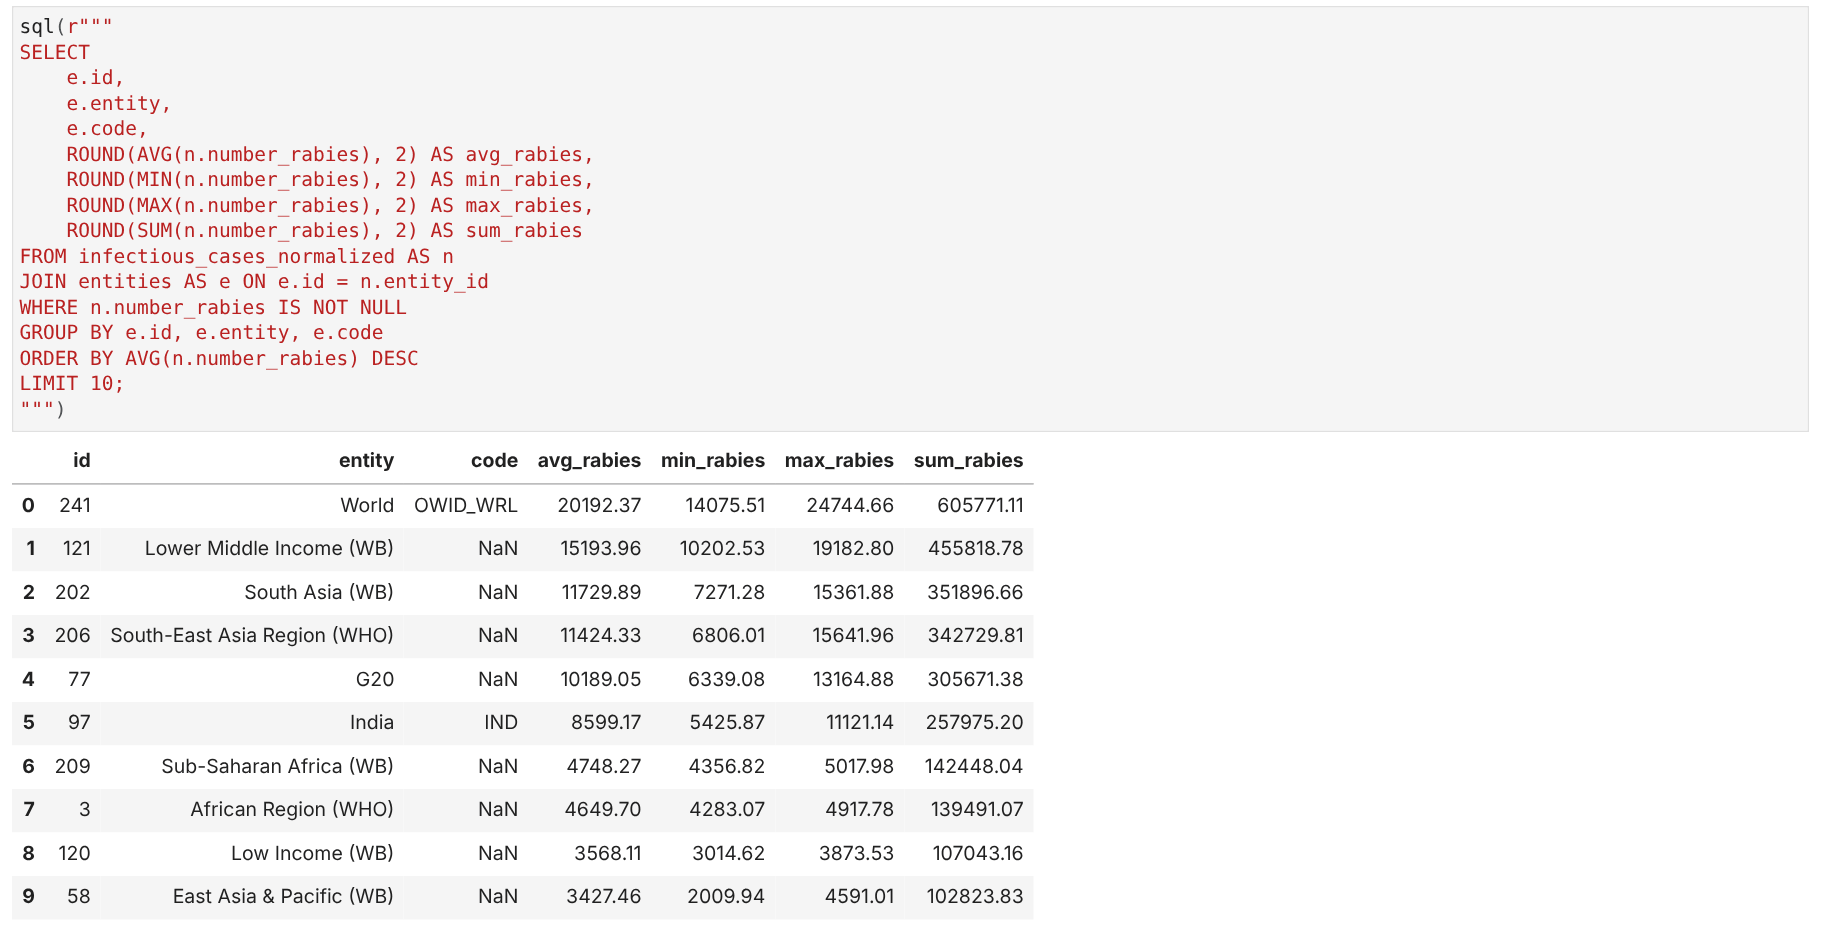 sql(r"""
SELECT
    e.id,
    e.entity,
    e.code,
    ROUND(AVG(n.number_rabies), 2) AS avg_rabies,
    ROUND(MIN(n.number_rabies), 2) AS min_rabies,
    ROUND(MAX(n.number_rabies), 2) AS max_rabies,
    ROUND(SUM(n.number_rabies), 2) AS sum_rabies
FROM infectious_cases_normalized AS n
JOIN entities AS e ON e.id = n.entity_id
WHERE n.number_rabies IS NOT NULL
GROUP BY e.id, e.entity, e.code
ORDER BY AVG(n.number_rabies) DESC
LIMIT 10;
""")
id entity code avg_rabies min_rabies max_rabies sum_rabies
0 241 World OWID_WRL 20192.37 14075.51 24744.66 605771.11
1 121 Lower Middle Income (WB) NaN 15193.96 10202.53 19182.80 455818.78
2 202 South Asia (WB) NaN 11729.89 7271.28 15361.88 351896.66
3 206 South-East Asia Region (WHO) NaN 11424.33 6806.01 15641.96 342729.81
4 77 G20 NaN 10189.05 6339.08 13164.88 305671.38
5 97 India IND 8599.17 5425.87 11121.14 257975.20
6 209 Sub-Saharan Africa (WB) NaN 4748.27 4356.82 5017.98 142448.04
7 3 African Region (WHO) NaN 4649.70 4283.07 4917.78 139491.07
8 120 Low Income (WB) NaN 3568.11 3014.62 3873.53 107043.16
9 58 East Asia & Pacific (WB) NaN 3427.46 2009.94 4591.01 102823.83